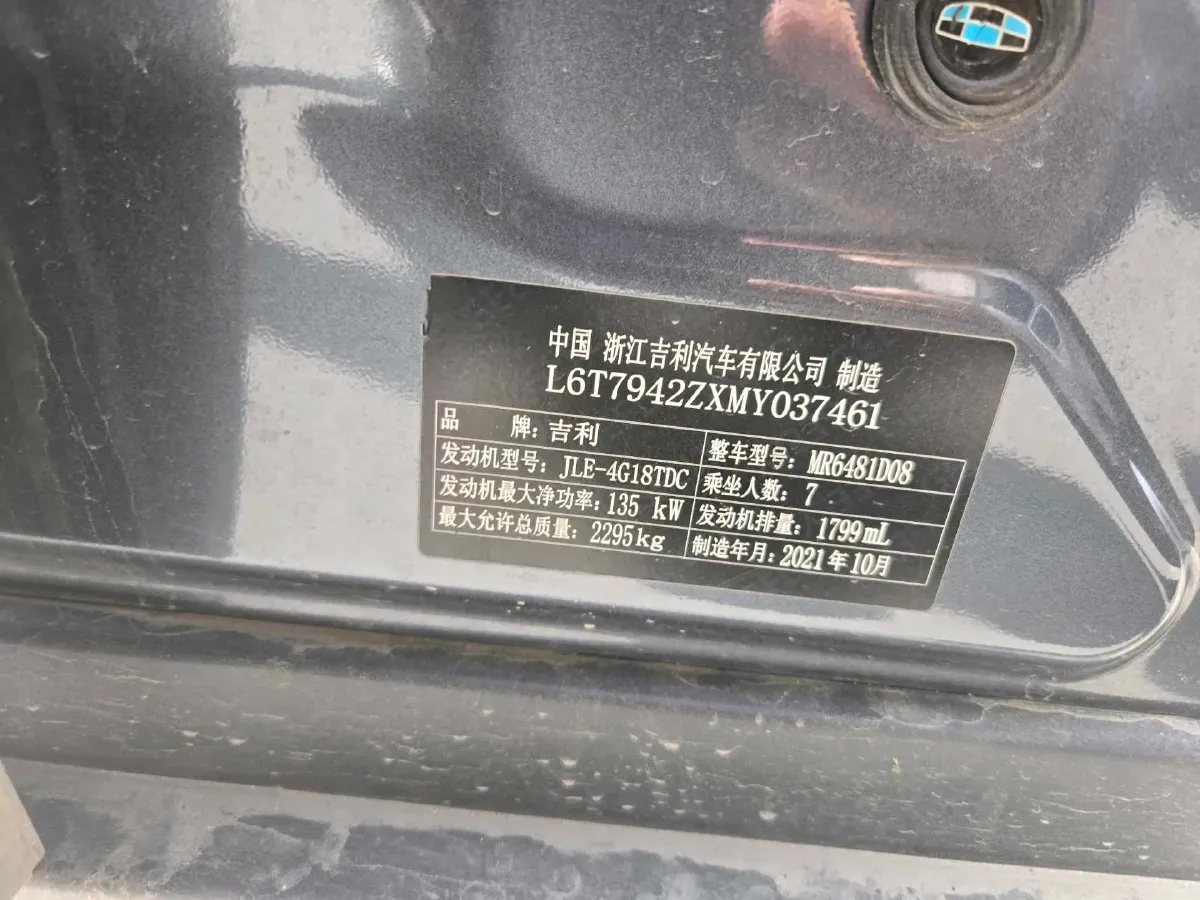 中国 浙江吉利汽车有限公司 制造
L6T7942ZXMY037461
品 牌: 吉利
整车型号: MR6481D08
发动机型号: JLE-4G18TDC
乘坐人数: 7
发动机最大净功率: 135 kW
发动机排量: 1799mL
最大允许总质量: 2295kg
制造年月: 2021年10月